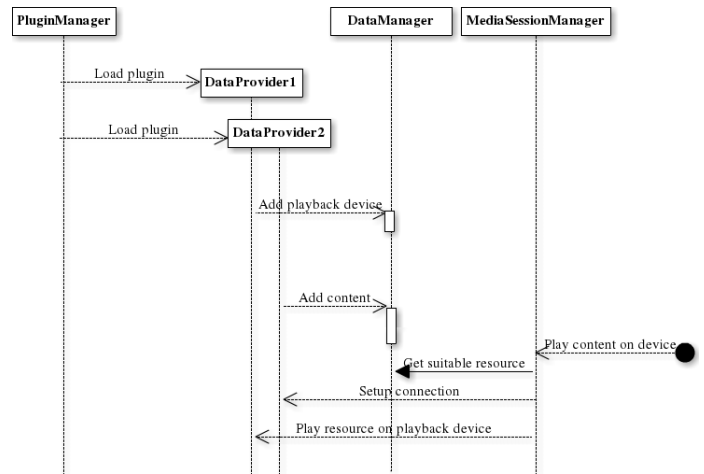 PluginManager
DataManager
MediaSessionManager
Load plugin
DataProvider1
Load plugin
DataProvider2
Add playback device
Add content
Play content on device
Get suitable resource
Setup connection
Play resource on playback device